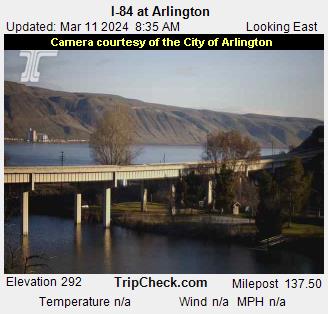 I-84 at Arlington
Updated: Mar 11 2024 8:35 AM Looking East
Camera courtesy of the City of Arlington
Elevation 292 TripCheck.com Milepost 137.50
Temperature n/a Wind n/a MPH n/a